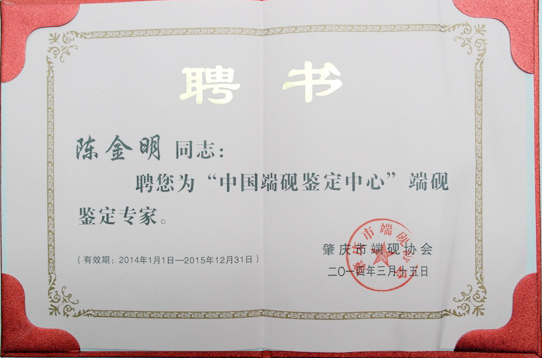 聘书
陈金明 同志：
聘您为“中国端砚鉴定中心”端砚
鉴定专家。
（有效期：2014年1月1日—2015年12月31日）
肇庆市端砚协会
二〇一四年三月十五日